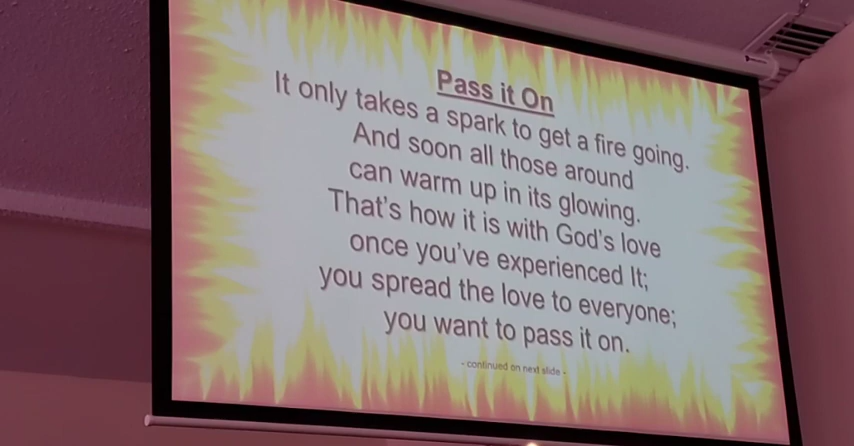 Pass it On
It only takes a spark to get a fire going.
And soon all those around
can warm up in its glowing.
That's how it is with God's love
once you've experienced It;
you spread the love to everyone;
you want to pass it on.
- continued on next slide -